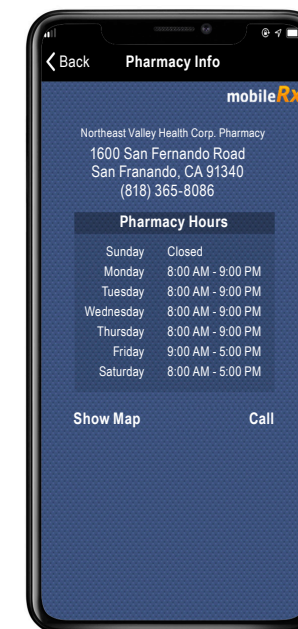 Back Pharmacy Info
mobileRx
Northeast Valley Health Corp. Pharmacy
1600 San Fernando Road
San Franando, CA 91340
(818) 365-8086
Pharmacy Hours
Sunday Closed
Monday 8:00 AM - 9:00 PM
Tuesday 8:00 AM - 9:00 PM
Wednesday 8:00 AM - 9:00 PM
Thursday 8:00 AM - 9:00 PM
Friday 9:00 AM - 5:00 PM
Saturday 8:00 AM - 5:00 PM
Show Map Call